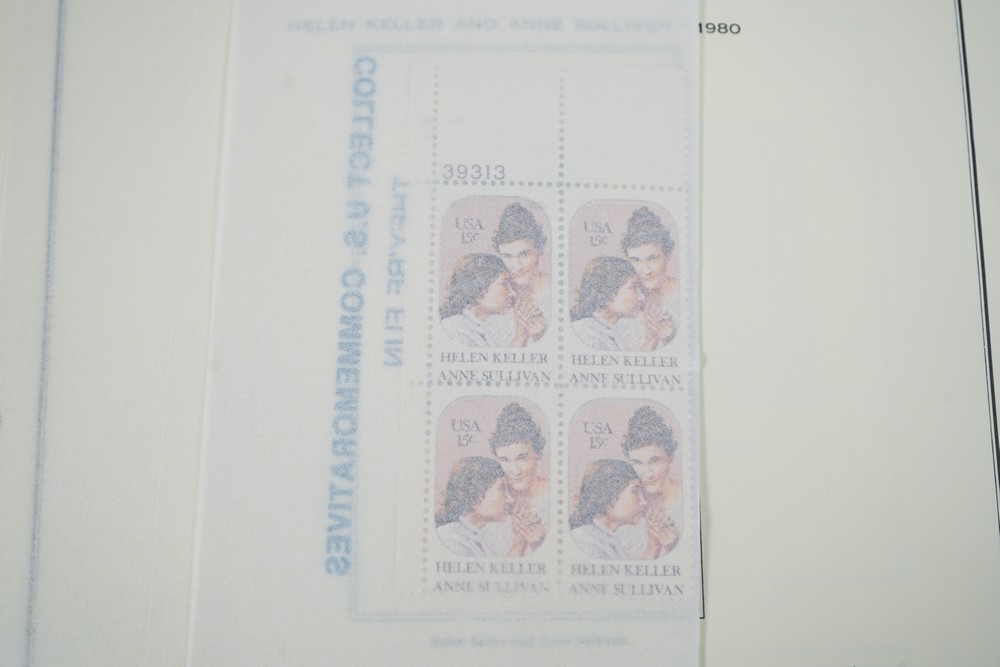 HELEN KELLER AND ANNE SULLIVAN
1980
COLLECT U.S. COMMEMORATIVES
39313
USA
15c
HELEN KELLER
ANNE SULLIVAN
USA
15c
HELEN KELLER
ANNE SULLIVAN
USA
15c
HELEN KELLER
ANNE SULLIVAN
USA
15c
HELEN KELLER
ANNE SULLIVAN